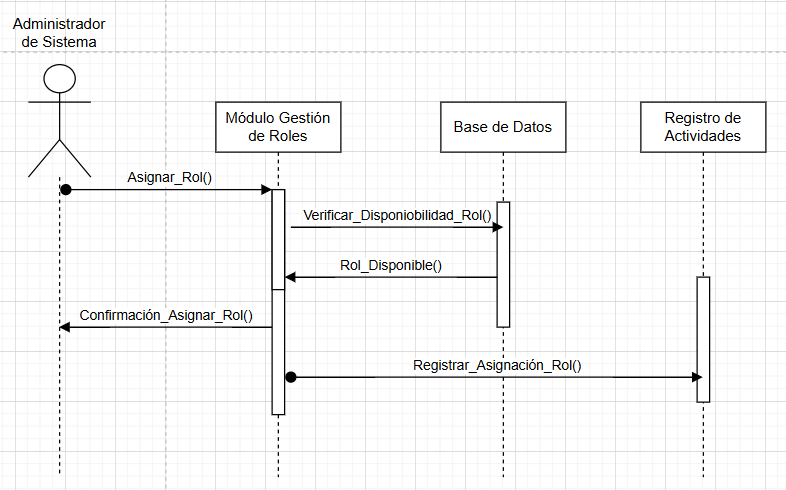 Administrador
de Sistema
Módulo Gestión
de Roles
Base de Datos
Registro de
Actividades
Asignar_Rol()
Verificar_Disponiobilidad_Rol()
Rol_Disponible()
Confirmación_Asignar_Rol()
Registrar_Asignación_Rol()